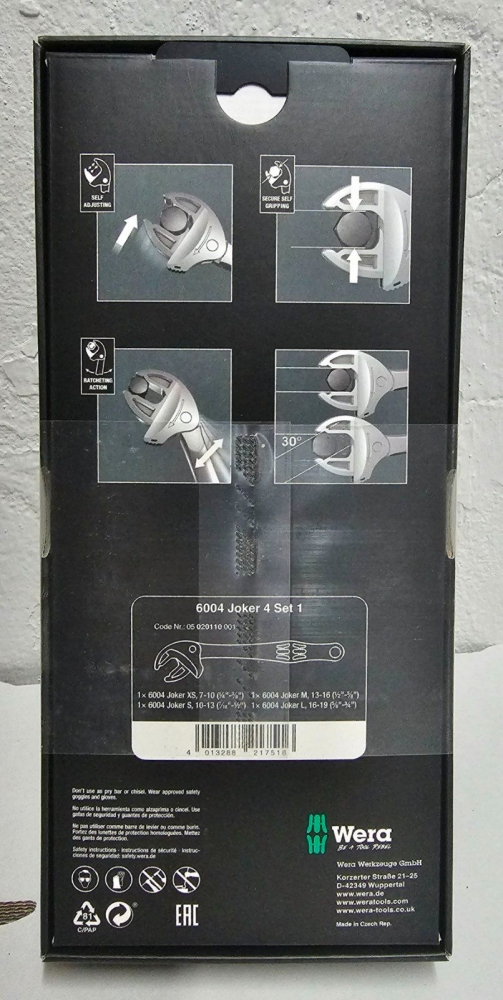 SELF
ADJUSTING
SECURE SELF
GRIPPING
RATCHETING
ACTION
30°
6004 Joker 4 Set 1
Code Nr.: 05 020110 001
1x 6004 Joker XS, 7-10 (¼"-⅜") 1x 6004 Joker M, 13-16 (½"-⅝")
1x 6004 Joker S, 10-13 (7/16"-½") 1x 6004 Joker L, 16-19 (⅝"-¾")
4 013288 217516
Don't use as pry bar or chisel. Wear approved safety
goggles and gloves.
No utilice la herramienta como alzaprima o cincel. Use
gafas de seguridad y guantes de protección.
Ne pas utiliser comme barre de levier ou comme burin.
Portez des lunettes de protection homologuées. Mettez
des gants de protection.
Safety instructions - Instructions de sécurité - Instruc-
ciones de seguridad: safety.wera.de
81
C/PAP
EAC
Wera
BE A TOOL REBEL
Wera Werkzeuge GmbH
Korzerter Straße 21-25
D-42349 Wuppertal
www.wera.de
www.weratools.com
www.wera-tools.co.uk
Made in Czech Rep.